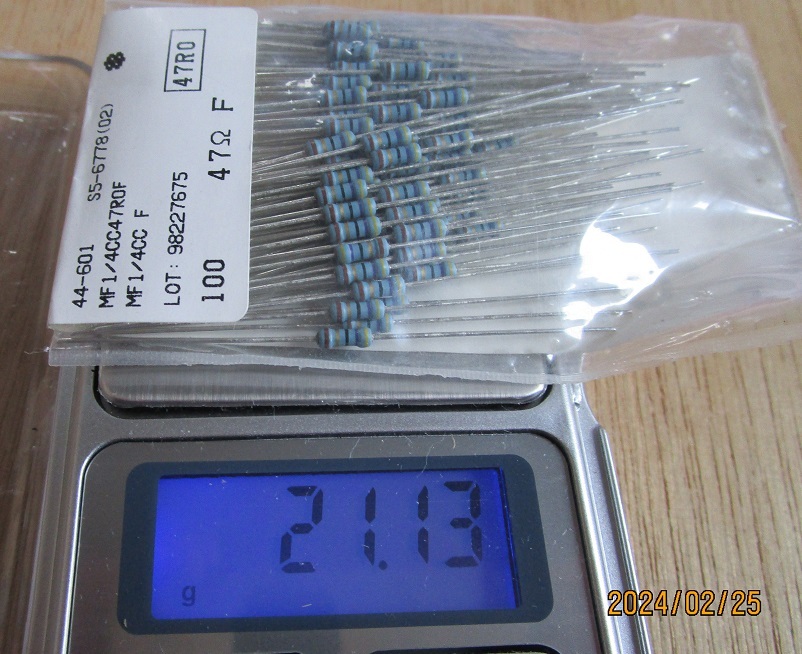 44-601 S5-6778(02)
MF1/4CC47R0F
MF1/4CC F
47R0
LOT: 98227675
100 47Ω F
21.13
g
2024/02/25